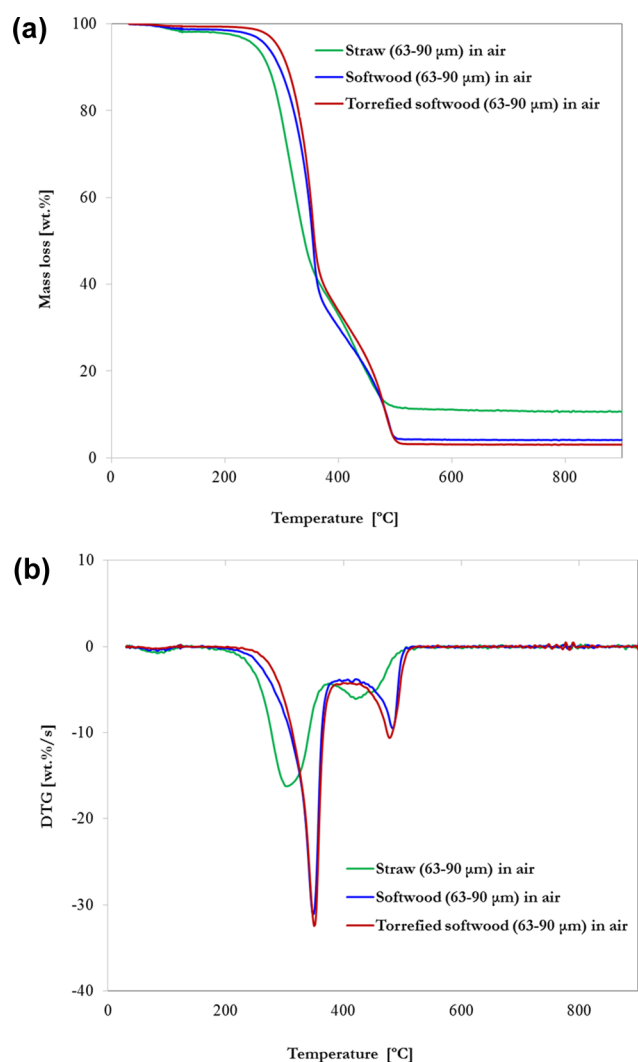 (a)
100
Straw (63-90 μm) in air
Softwood (63-90 μm) in air
Torrefied softwood (63-90 μm) in air
80
60
40
20
0
Mass loss [wt.%]
0 200 400 600 800
Temperature [ºC]
(b)
10
0
-10
-20
-30
-40
DTG [wt.%/s]
0 200 400 600 800
Straw (63-90 μm) in air
Softwood (63-90 μm) in air
Torrefied softwood (63-90 μm) in air
Temperature [ºC]